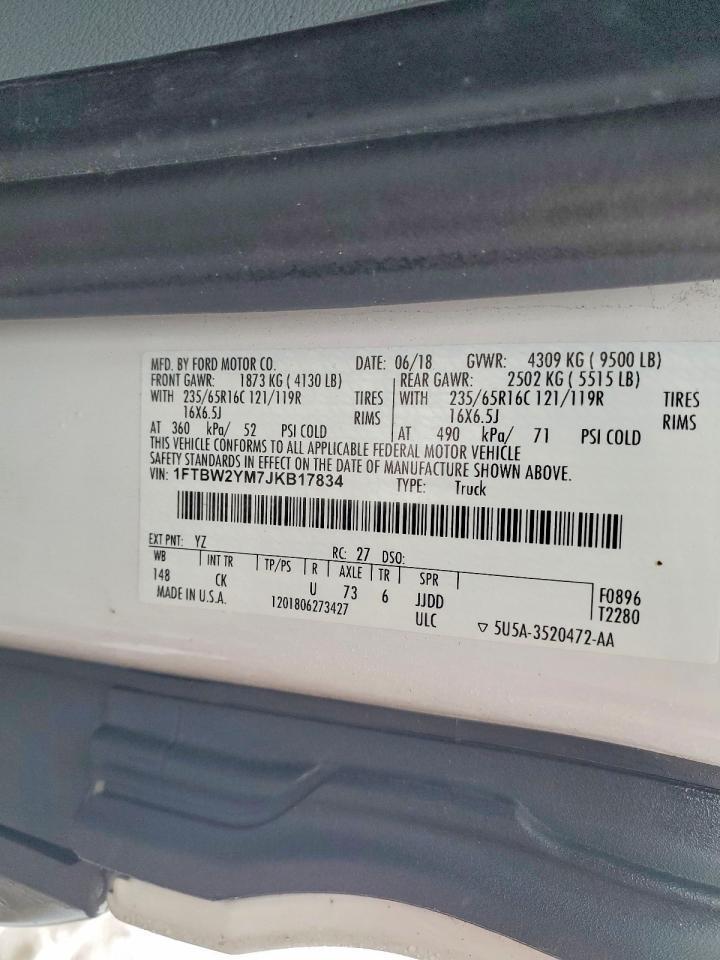 MFD. BY FORD MOTOR CO. DATE: 06/18 GVWR: 4309 KG ( 9500 LB)
FRONT GAWR: 1873 KG ( 4130 LB) REAR GAWR: 2502 KG ( 5515 LB)
WITH 235/65R16C 121/119R TIRES WITH 235/65R16C 121/119R TIRES
16X6.5J RIMS 16X6.5J RIMS
AT 360 kPa/ 52 PSI COLD AT 490 kPa/ 71 PSI COLD
THIS VEHICLE CONFORMS TO ALL APPLICABLE FEDERAL MOTOR VEHICLE
SAFETY STANDARDS IN EFFECT ON THE DATE OF MANUFACTURE SHOWN ABOVE.
VIN: 1FTBW2YM7JKB17834 TYPE: Truck
EXT PNT: YZ RC: 27 DSO:
WB INT TR TP/PS R AXLE TR SPR
148 CK U 73 6 JJDD F0896
MADE IN U.S.A. 1201806273427 ULC T2280
▽ 5U5A-3520472-AA